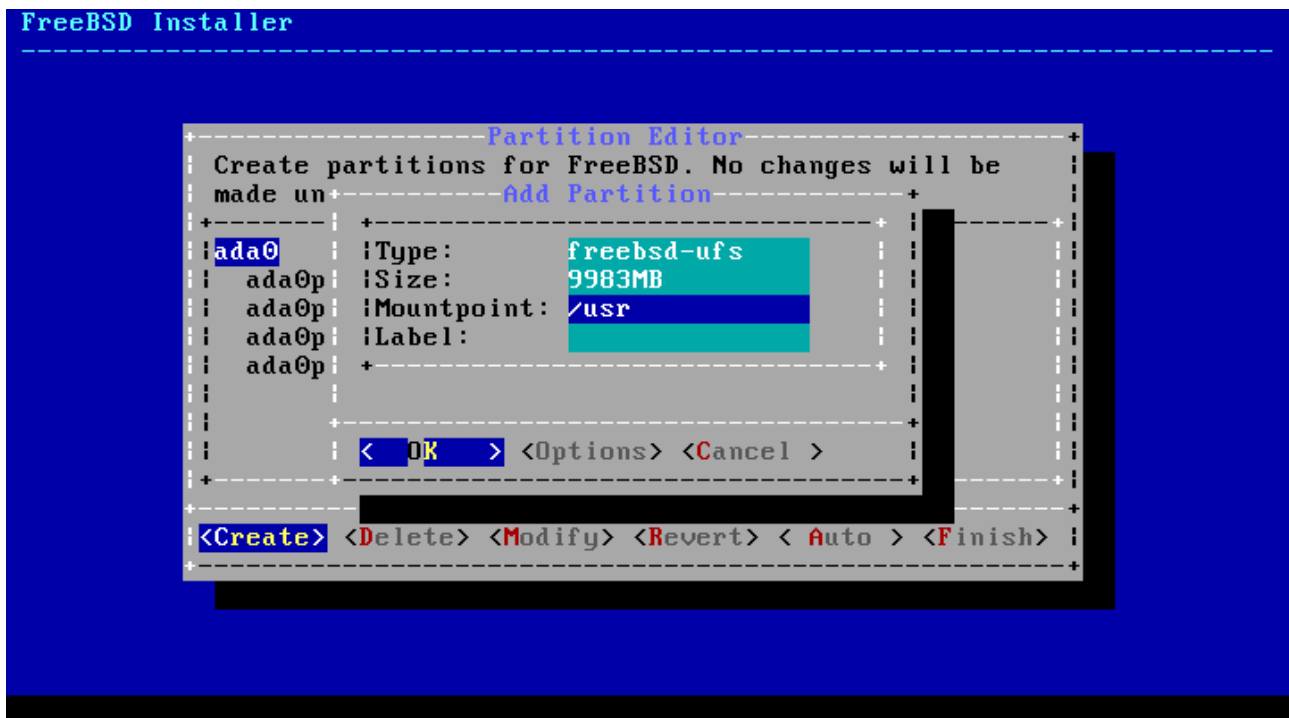 FreeBSD Installer
Partition Editor
Create partitions for FreeBSD. No changes will be
made un
Add Partition
ada0
Type: freebsd-ufs
ada0p
Size: 9983MB
ada0p
Mountpoint: /usr
ada0p
Label:
ada0p
< OK > <Options> <Cancel >
<Create> <Delete> <Modify> <Revert> < Auto > <Finish>